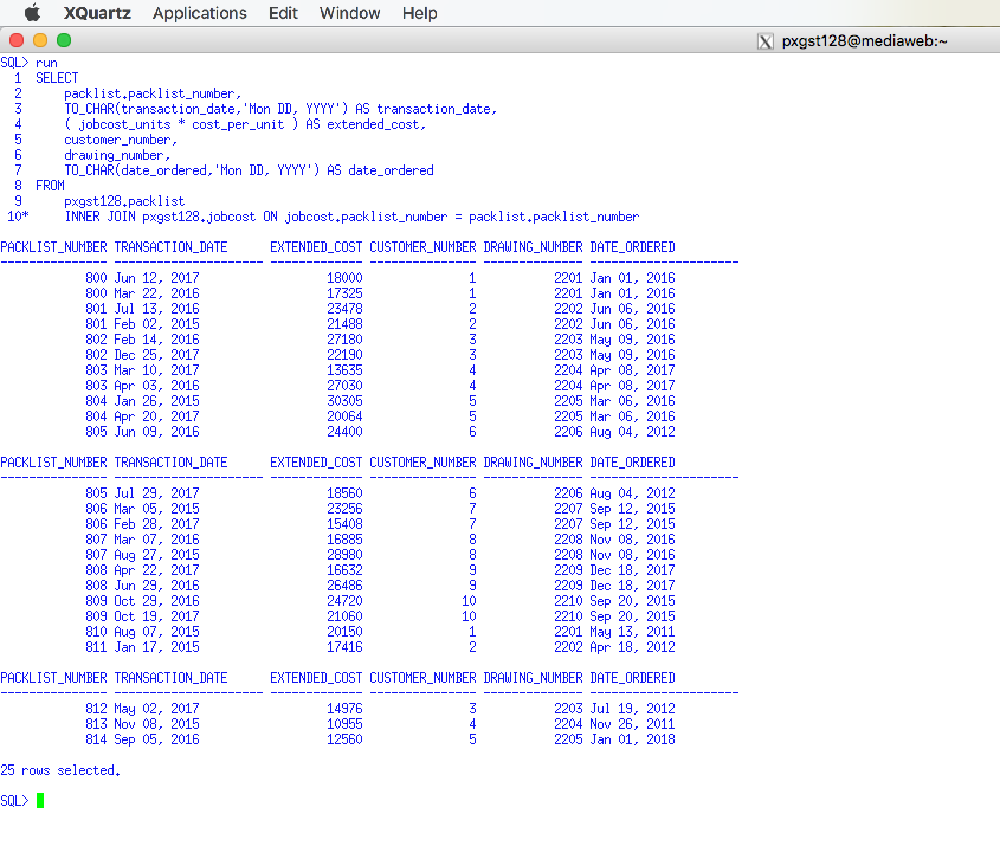 XQuartz Applications Edit Window Help
X pxgst128@mediaweb:~
SQL> run
  1  SELECT
  2      packlist.packlist_number,
  3      TO_CHAR(transaction_date,'Mon DD, YYYY') AS transaction_date,
  4      ( jobcost_units * cost_per_unit ) AS extended_cost,
  5      customer_number,
  6      drawing_number,
  7      TO_CHAR(date_ordered,'Mon DD, YYYY') AS date_ordered
  8  FROM
  9      pxgst128.packlist
 10*     INNER JOIN pxgst128.jobcost ON jobcost.packlist_number = packlist.packlist_number
PACKLIST_NUMBER TRANSACTION_DATE      EXTENDED_COST CUSTOMER_NUMBER DRAWING_NUMBER DATE_ORDERED
--------------- --------------------- ------------- --------------- -------------- ---------------------
            800 Jun 12, 2017                  18000               1           2201 Jan 01, 2016
            800 Mar 22, 2016                  17325               1           2201 Jan 01, 2016
            801 Jul 13, 2016                  23478               2           2202 Jun 06, 2016
            801 Feb 02, 2015                  21488               2           2202 Jun 06, 2016
            802 Feb 14, 2016                  27180               3           2203 May 09, 2016
            802 Dec 25, 2017                  22190               3           2203 May 09, 2016
            803 Mar 10, 2017                  13635               4           2204 Apr 08, 2017
            803 Apr 03, 2016                  27030               4           2204 Apr 08, 2017
            804 Jan 26, 2015                  30305               5           2205 Mar 06, 2016
            804 Apr 20, 2017                  20064               5           2205 Mar 06, 2016
            805 Jun 09, 2016                  24400               6           2206 Aug 04, 2012
PACKLIST_NUMBER TRANSACTION_DATE      EXTENDED_COST CUSTOMER_NUMBER DRAWING_NUMBER DATE_ORDERED
--------------- --------------------- ------------- --------------- -------------- ---------------------
            805 Jul 29, 2017                  18560               6           2206 Aug 04, 2012
            806 Mar 05, 2015                  23256               7           2207 Sep 12, 2015
            806 Feb 28, 2017                  15408               7           2207 Sep 12, 2015
            807 Mar 07, 2016                  16885               8           2208 Nov 08, 2016
            807 Aug 27, 2015                  28980               8           2208 Nov 08, 2016
            808 Apr 22, 2017                  16632               9           2209 Dec 18, 2017
            808 Jun 29, 2016                  26486               9           2209 Dec 18, 2017
            809 Oct 29, 2016                  24720              10           2210 Sep 20, 2015
            809 Oct 19, 2017                  21060              10           2210 Sep 20, 2015
            810 Aug 07, 2015                  20150               1           2201 May 13, 2011
            811 Jan 17, 2015                  17416               2           2202 Apr 18, 2012
PACKLIST_NUMBER TRANSACTION_DATE      EXTENDED_COST CUSTOMER_NUMBER DRAWING_NUMBER DATE_ORDERED
--------------- --------------------- ------------- --------------- -------------- ---------------------
            812 May 02, 2017                  14976               3           2203 Jul 19, 2012
            813 Nov 08, 2015                  10955               4           2204 Nov 26, 2011
            814 Sep 05, 2016                  12560               5           2205 Jan 01, 2018
25 rows selected.
SQL>